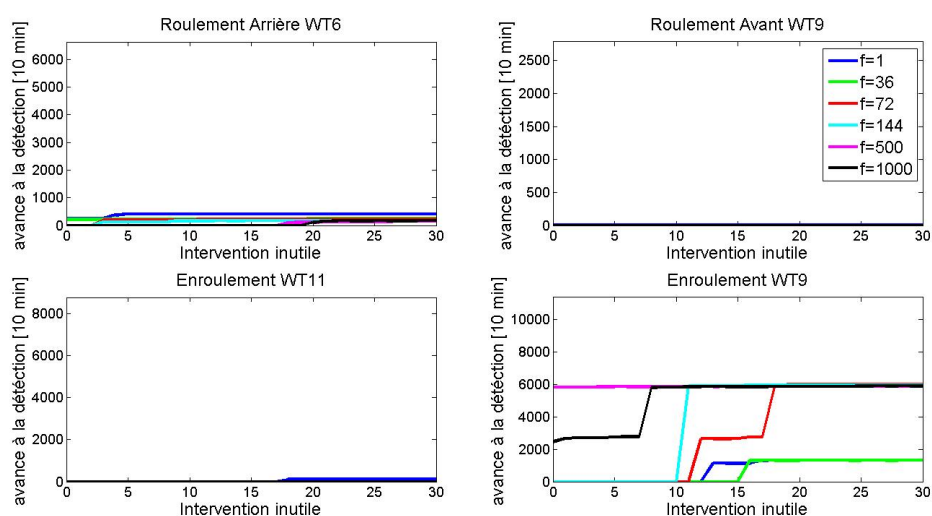 Roulement Arrière WT6
avance à la détéction [10 min]
6000
5000
4000
3000
2000
1000
0
0 5 10 15 20 25 30
Intervention inutile
Roulement Avant WT9
avance à la détéction [10 min]
2500
2000
1500
1000
500
0
0 5 10 15 20 25 30
Intervention inutile
f=1
f=36
f=72
f=144
f=500
f=1000
Enroulement WT11
avance à la détéction [10 min]
8000
6000
4000
2000
0
0 5 10 15 20 25 30
Intervention inutile
Enroulement WT9
avance à la détéction [10 min]
10000
8000
6000
4000
2000
0
0 5 10 15 20 25 30
Intervention inutile